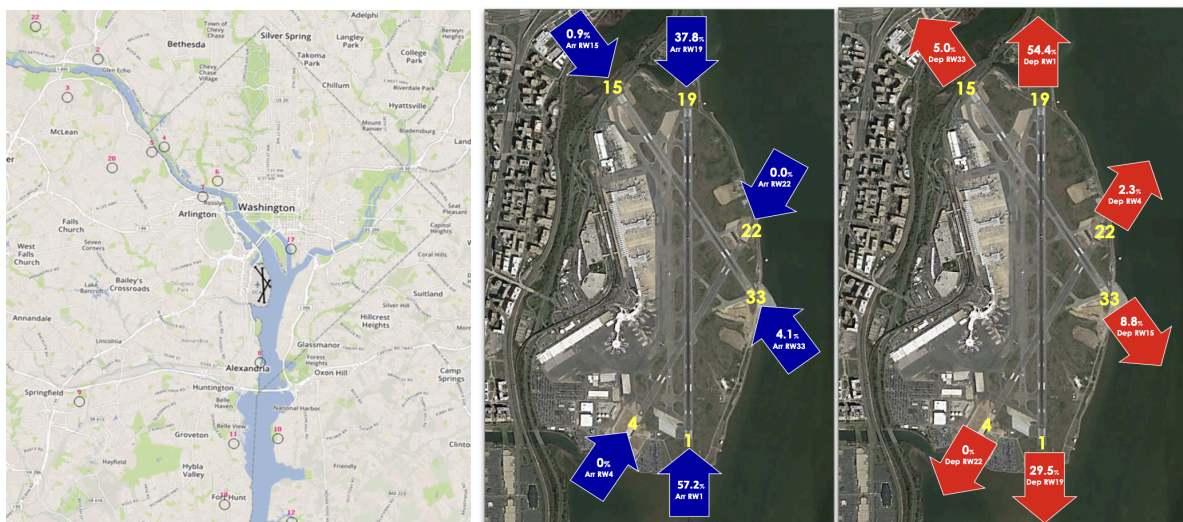 22
Adelphi
Town of Chevy Chase
Langley Park
Berwyn Heights
Bethesda
Silver Spring
2
Glen Echo
Takoma Park
College Park
Chevy Chase Village
Chillum
3
Riverdale Park
Hyattsville
McLean
Mount Rainier
Bladensburg
4
5
20
6
7
Rosslyn
Washington
Arlington
Seat Pleasant
Falls Church
Seven Corners
17
Capitol Heights
West Falls Church
Coral Hills
Bailey's Crossroads
Lake Barcroft
Douglas Park
Silver Hill
Suitland
Annandale
Hillcrest Heights
Lincolnia
Glassmanor
8
Alexandria
Forest Heights
Oxon Hill
Camp Springs
Springfield
Huntington
9
Belle Haven
National Harbor
Belle View
Groveton
11
10
Clinton
Hayfield
Hybla Valley
Friendly
Fort Hunt
12
0.9%
Arr RW15
37.8%
Arr RW19
15
19
0.0%
Arr RW22
22
33
4.1%
Arr RW33
4
1
0%
Arr RW4
57.2%
Arr RW1
5.0%
Dep RW33
54.4%
Dep RW1
15
19
2.3%
Dep RW4
22
33
8.8%
Dep RW15
4
1
0%
Dep RW22
29.5%
Dep RW19